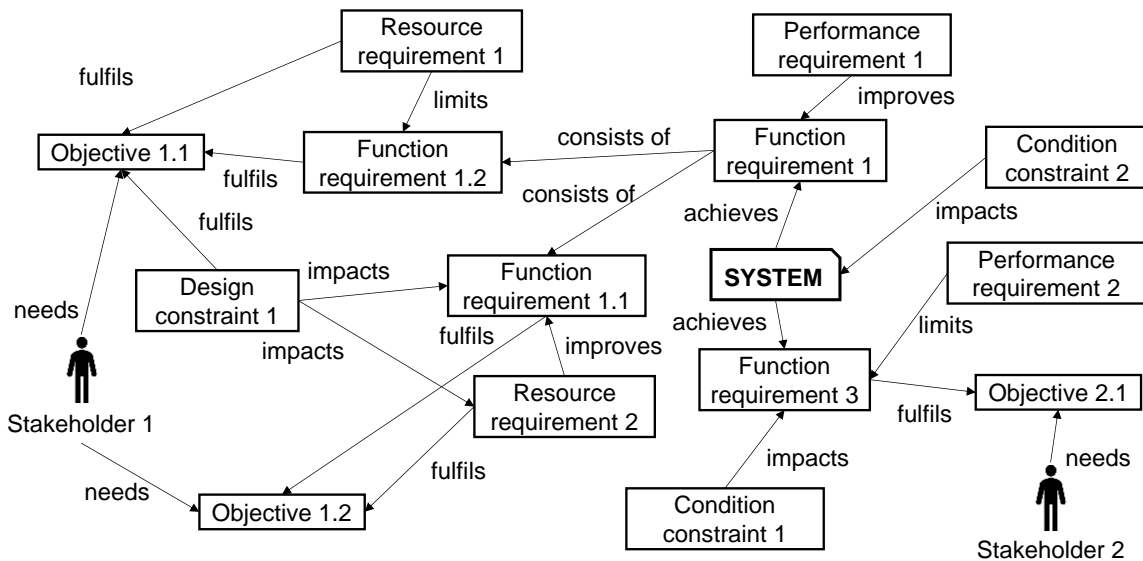 Resource
requirement 1
Performance
requirement 1
fulfils
limits
improves
Objective 1.1
Function
requirement 1.2
consists of
Function
requirement 1
Condition
constraint 2
fulfils
consists of
fulfils
achieves
impacts
Design
constraint 1
impacts
Function
requirement 1.1
SYSTEM
Performance
requirement 2
needs
impacts
fulfils
improves
achieves
limits
Function
requirement 3
Stakeholder 1
Resource
requirement 2
fulfils
Objective 2.1
needs
fulfils
impacts
needs
Objective 1.2
Condition
constraint 1
Stakeholder 2